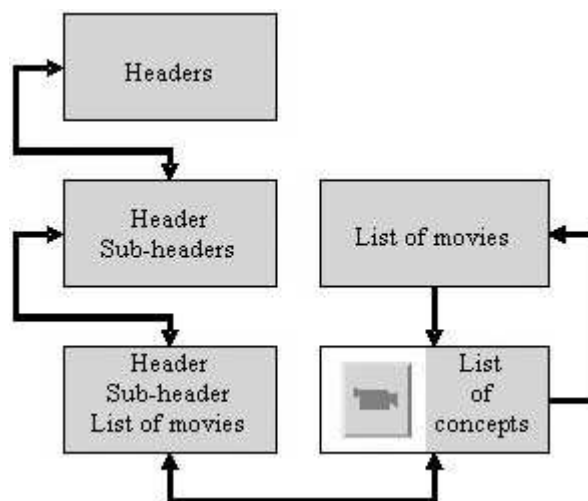 Headers
Header
Sub-headers
List of movies
Header
Sub-header
List of movies
List
of
concepts